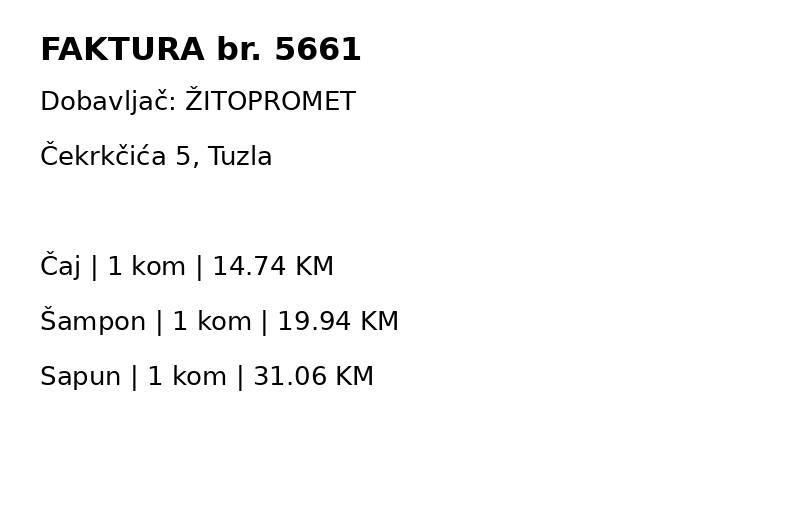 FAKTURA br. 5661
Dobavljač: ŽITOPROMET
Čekrkčića 5, Tuzla
Čaj | 1 kom | 14.74 KM
Šampon | 1 kom | 19.94 KM
Sapun | 1 kom | 31.06 KM